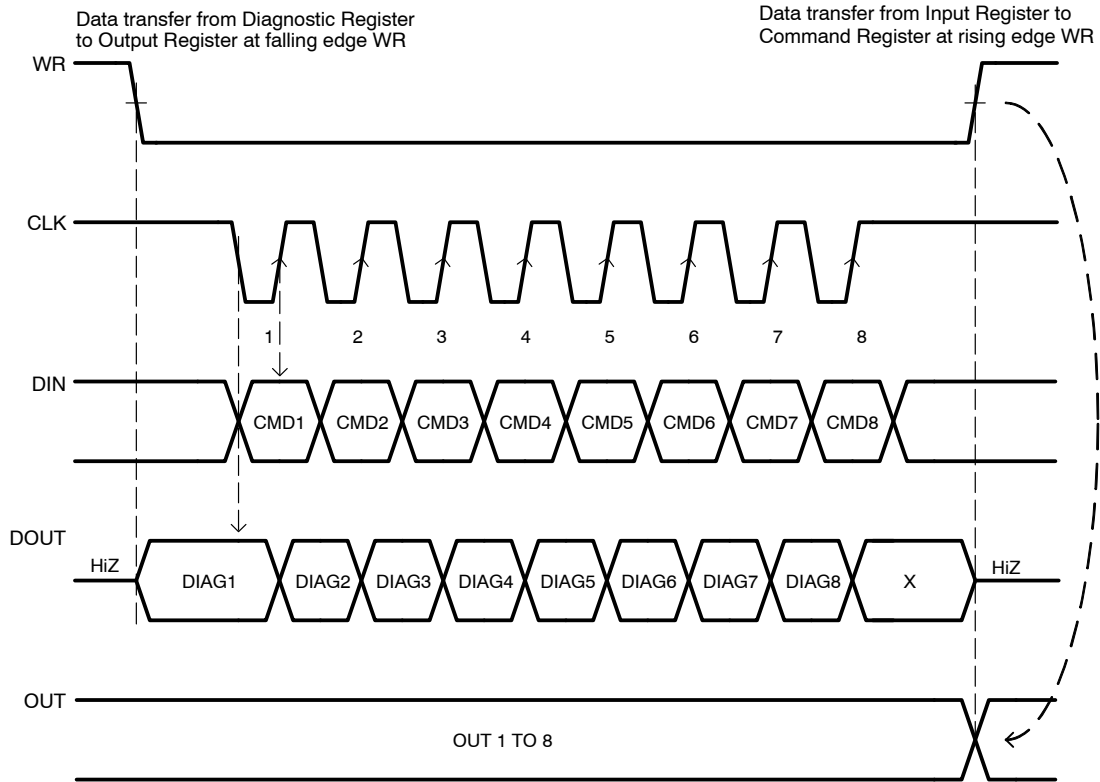 Data transfer from Diagnostic Register
to Output Register at falling edge WR
Data transfer from Input Register to
Command Register at rising edge WR
WR
CLK
1 2 3 4 5 6 7 8
DIN
CMD1 CMD2 CMD3 CMD4 CMD5 CMD6 CMD7 CMD8
DOUT
HiZ DIAG1 DIAG2 DIAG3 DIAG4 DIAG5 DIAG6 DIAG7 DIAG8 X HiZ
OUT
OUT 1 TO 8